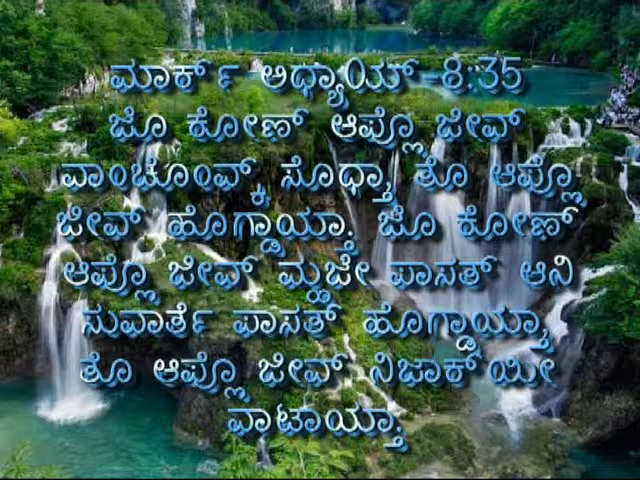 ಮಾರ್ಕ್ ಅಧ್ಯಾಯ್-8:35
ಜೊ ಕೋಣ್ ಆಪ್ಲೊ ಜೀವ್
ವಾಂಚೊಂವ್ಕ್ ಸೊಧ್ತಾ ತೊ ಆಪ್ಲೊ
ಜೀವ್ ಹೊಗ್ಡಾಯ್ತಾ. ಜೊ ಕೋಣ್
ಆಪ್ಲೊ ಜೀವ್ ಮ್ಹಜೇ ಪಾಸತ್ ಆನಿ
ಸುವಾರ್ತೆ ಪಾಸತ್ ಹೊಗ್ಡಾಯ್ತಾ
ತೊ ಆಪ್ಲೊ ಜೀವ್ ನಿಜಾಕ್‌ಯೀ
ವಾಟಾಯ್ತಾ.